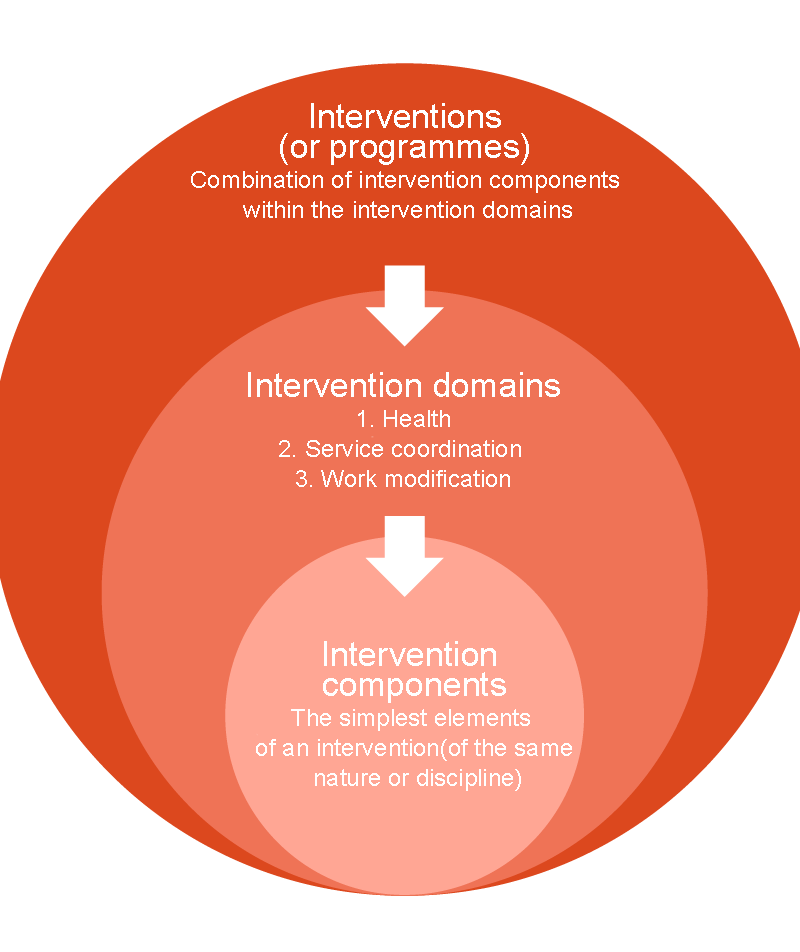 Interventions
(or programmes)
Combination of intervention components
within the intervention domains
Intervention domains
1. Health
2. Service coordination
3. Work modification
Intervention
components
The simplest elements
of an intervention(of the same
nature or discipline)